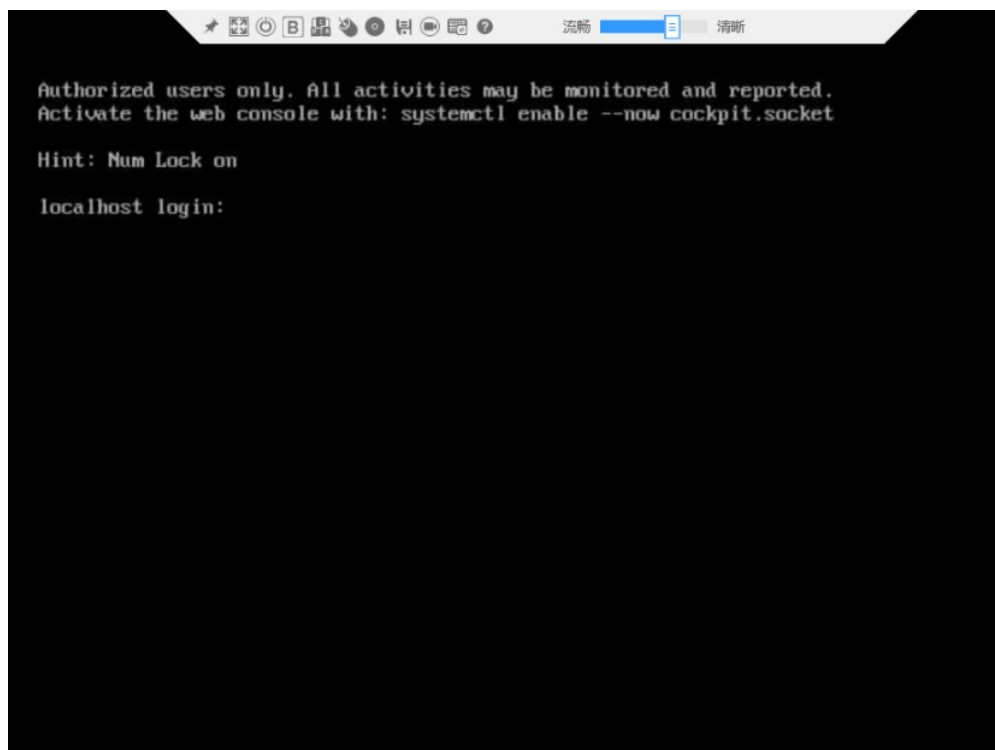 B 流畅 清晰
Authorized users only. All activities may be monitored and reported.
Activate the web console with: systemctl enable --now cockpit.socket
Hint: Num Lock on
localhost login: